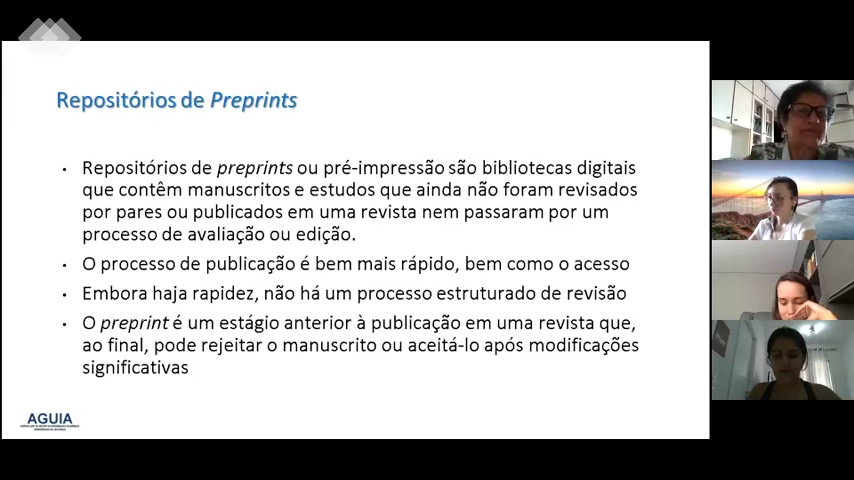 Repositórios de Preprints
• Repositórios de preprints ou pré-impressão são bibliotecas digitais
que contêm manuscritos e estudos que ainda não foram revisados
por pares ou publicados em uma revista nem passaram por um
processo de avaliação ou edição.
• O processo de publicação é bem mais rápido, bem como o acesso
• Embora haja rapidez, não há um processo estruturado de revisão
• O preprint é um estágio anterior à publicação em uma revista que,
ao final, pode rejeitar o manuscrito ou aceitá-lo após modificações
significativas
AGUIA